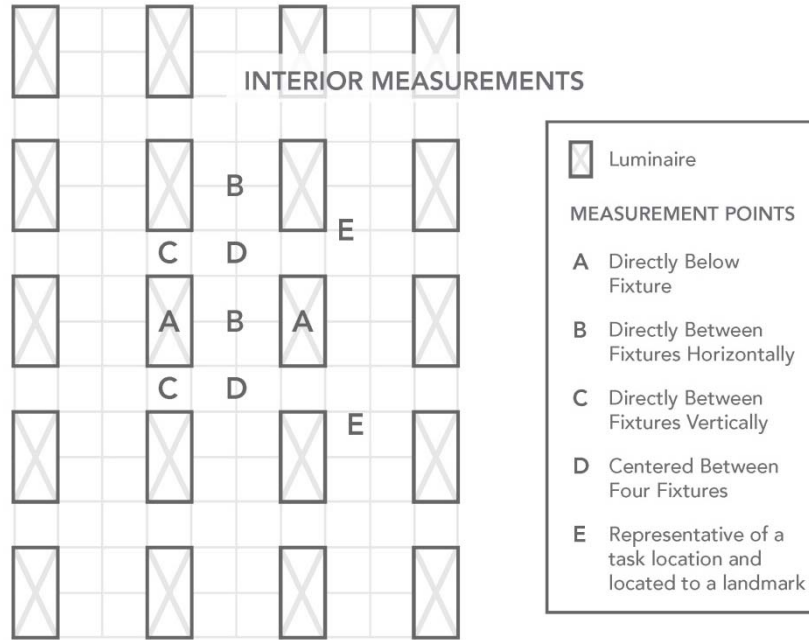 INTERIOR MEASUREMENTS
B
E
C D
A B A
C D
E
Luminaire
MEASUREMENT POINTS
A Directly Below
Fixture
B Directly Between
Fixtures Horizontally
C Directly Between
Fixtures Vertically
D Centered Between
Four Fixtures
E Representative of a
task location and
located to a landmark